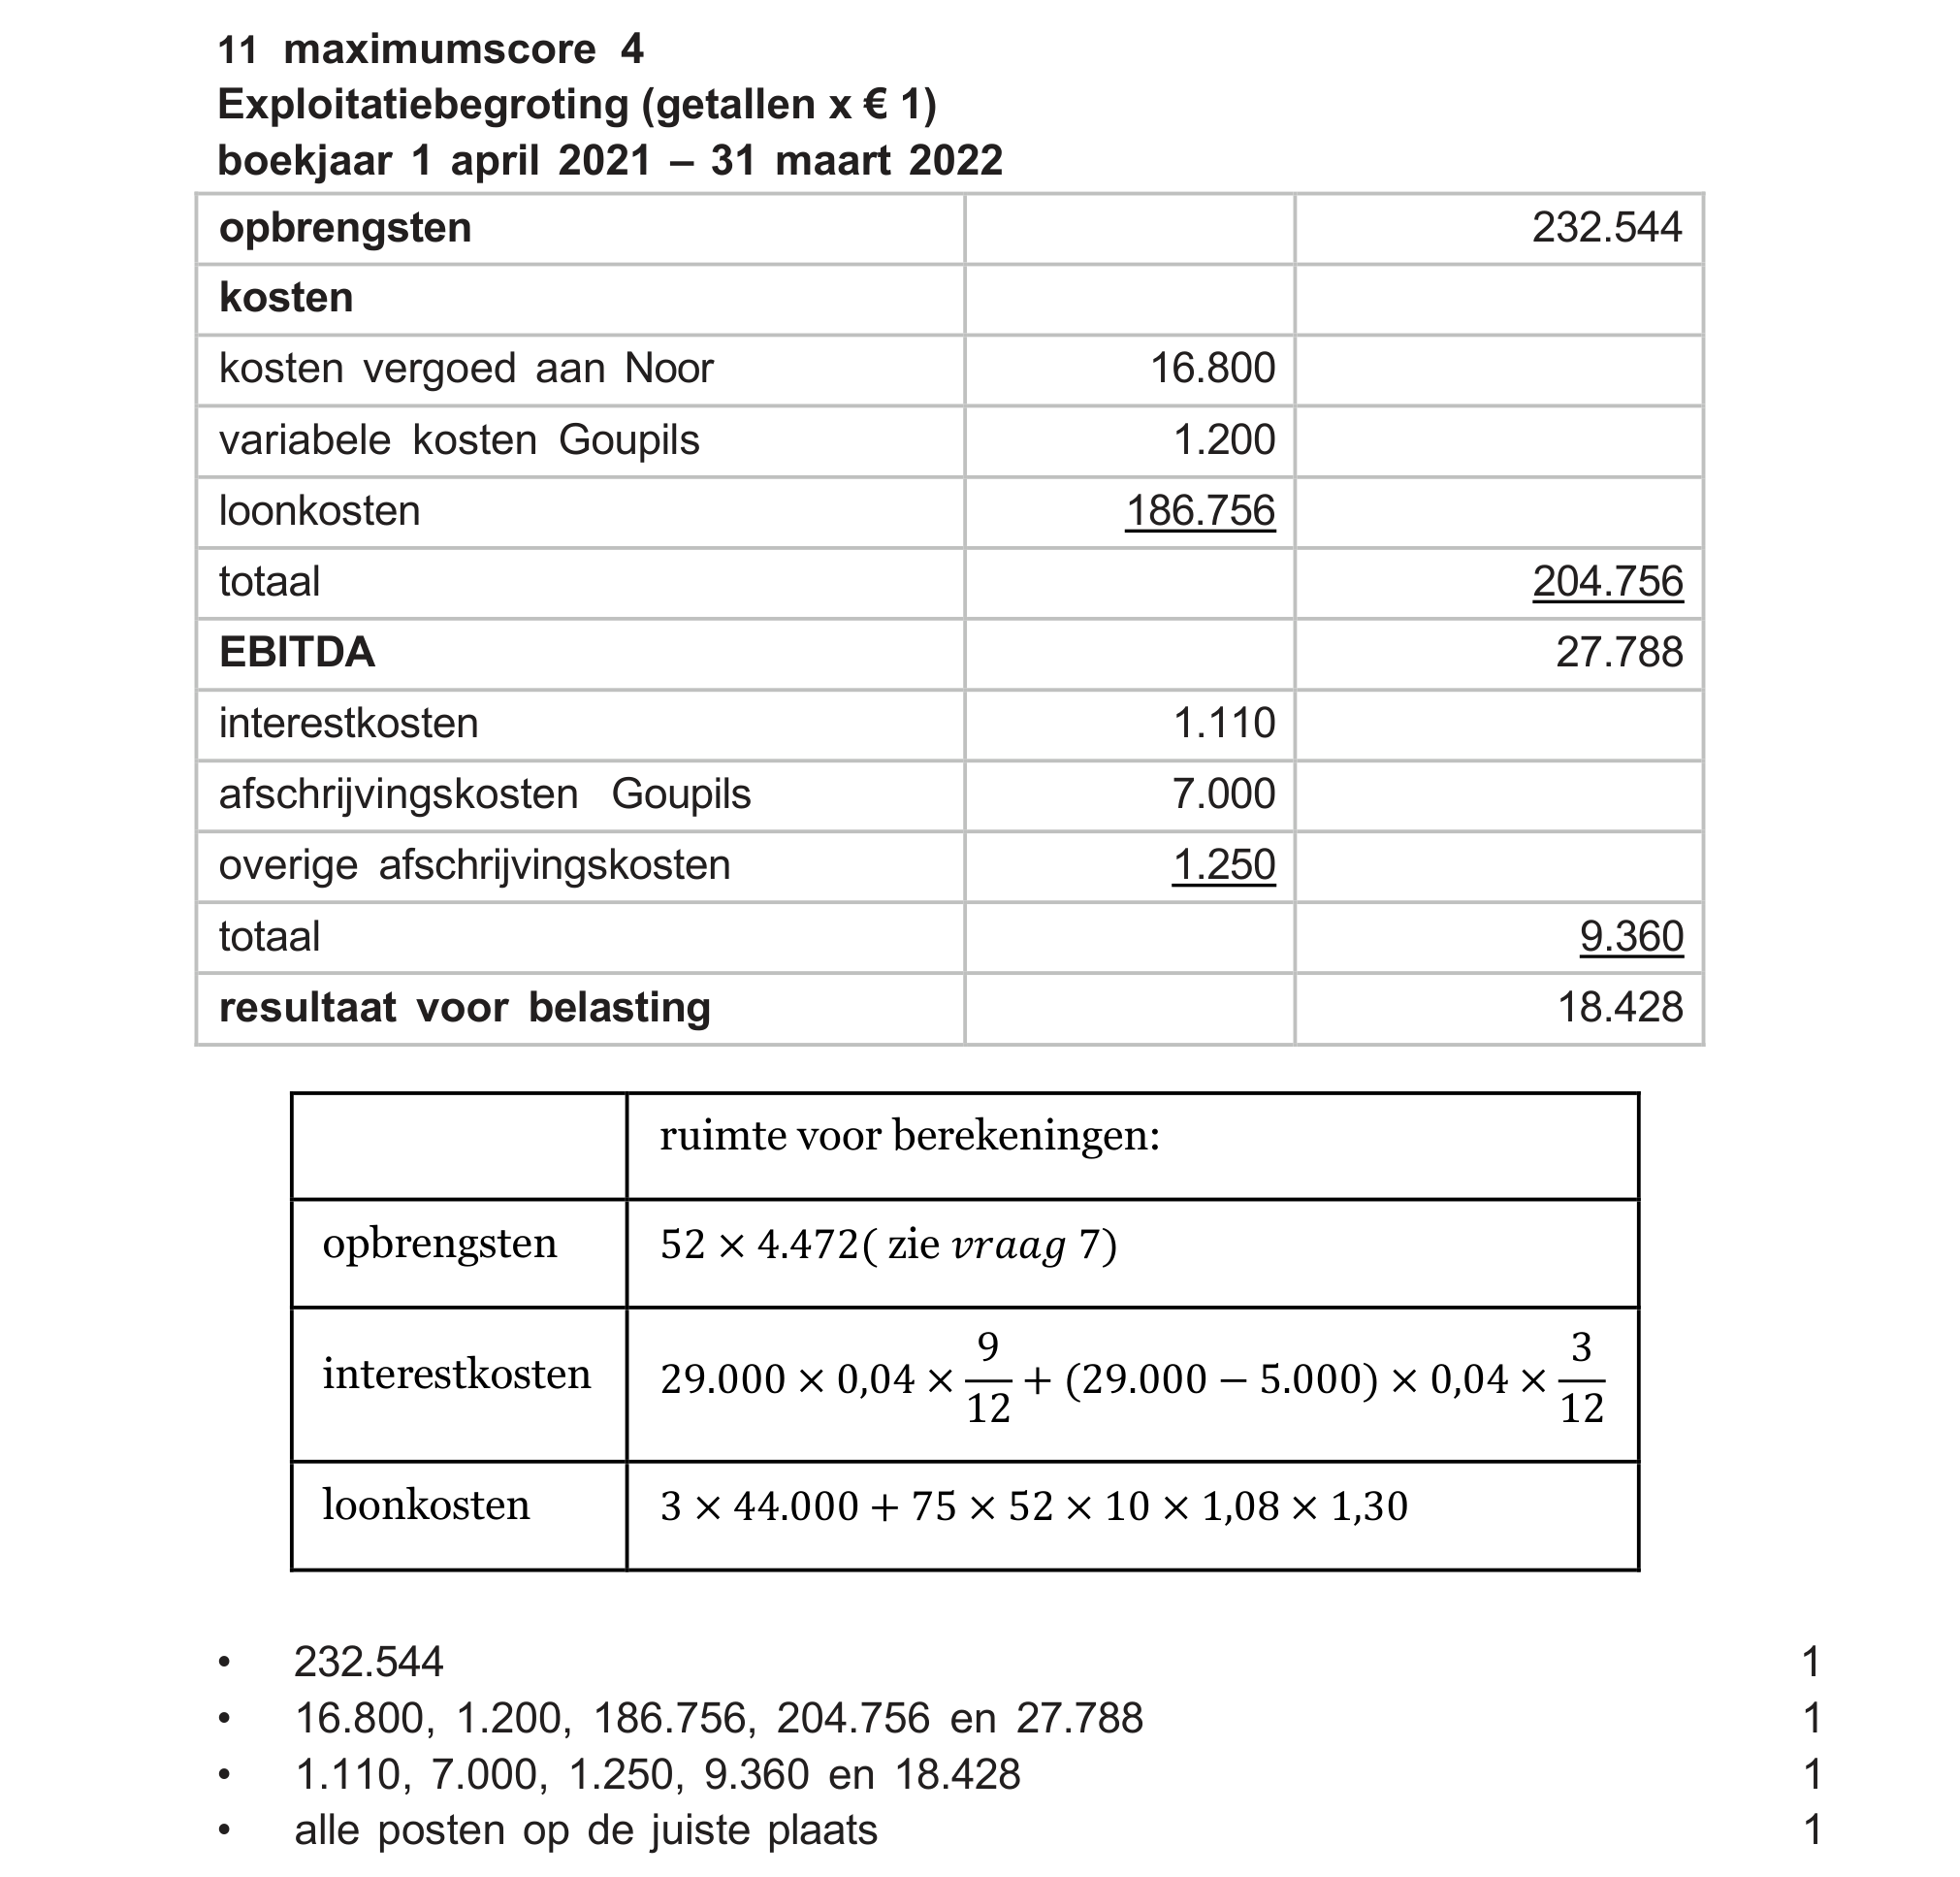 11 maximumscore 4
Exploitatiebegroting (getallen x € 1)
boekjaar 1 april 2021 – 31 maart 2022
opbrengsten 232.544
kosten
kosten vergoed aan Noor 16.800
variabele kosten Goupils 1.200
loonkosten 186.756
totaal 204.756
EBITDA 27.788
interestkosten 1.110
afschrijvingskosten Goupils 7.000
overige afschrijvingskosten 1.250
totaal 9.360
resultaat voor belasting 18.428
ruimte voor berekeningen:
opbrengsten 52 × 4.472( zie vraag 7)
interestkosten 29.000 × 0,04 × 9/12 + (29.000 − 5.000) × 0,04 × 3/12
loonkosten 3 × 44.000 + 75 × 52 × 10 × 1,08 × 1,30
• 232.544 1
• 16.800, 1.200, 186.756, 204.756 en 27.788 1
• 1.110, 7.000, 1.250, 9.360 en 18.428 1
• alle posten op de juiste plaats 1